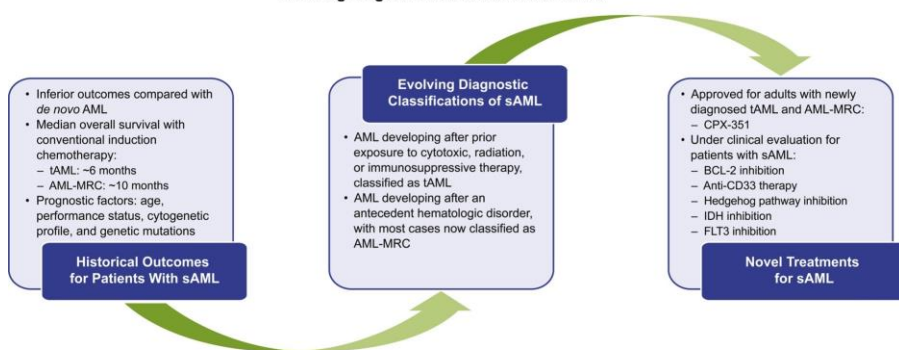 • Inferior outcomes compared with
de novo AML
• Median overall survival with
conventional induction
chemotherapy:
– tAML: ~6 months
– AML-MRC: ~10 months
• Prognostic factors: age,
performance status, cytogenetic
profile, and genetic mutations
Historical Outcomes
for Patients With sAML
Evolving Diagnostic
Classifications of sAML
• AML developing after prior
exposure to cytotoxic, radiation,
or immunosuppressive therapy,
classified as tAML
• AML developing after an
antecedent hematologic disorder,
with most cases now classified as
AML-MRC
• Approved for adults with newly
diagnosed tAML and AML-MRC:
– CPX-351
• Under clinical evaluation for
patients with sAML:
– BCL-2 inhibition
– Anti-CD33 therapy
– Hedgehog pathway inhibition
– IDH inhibition
– FLT3 inhibition
Novel Treatments
for sAML